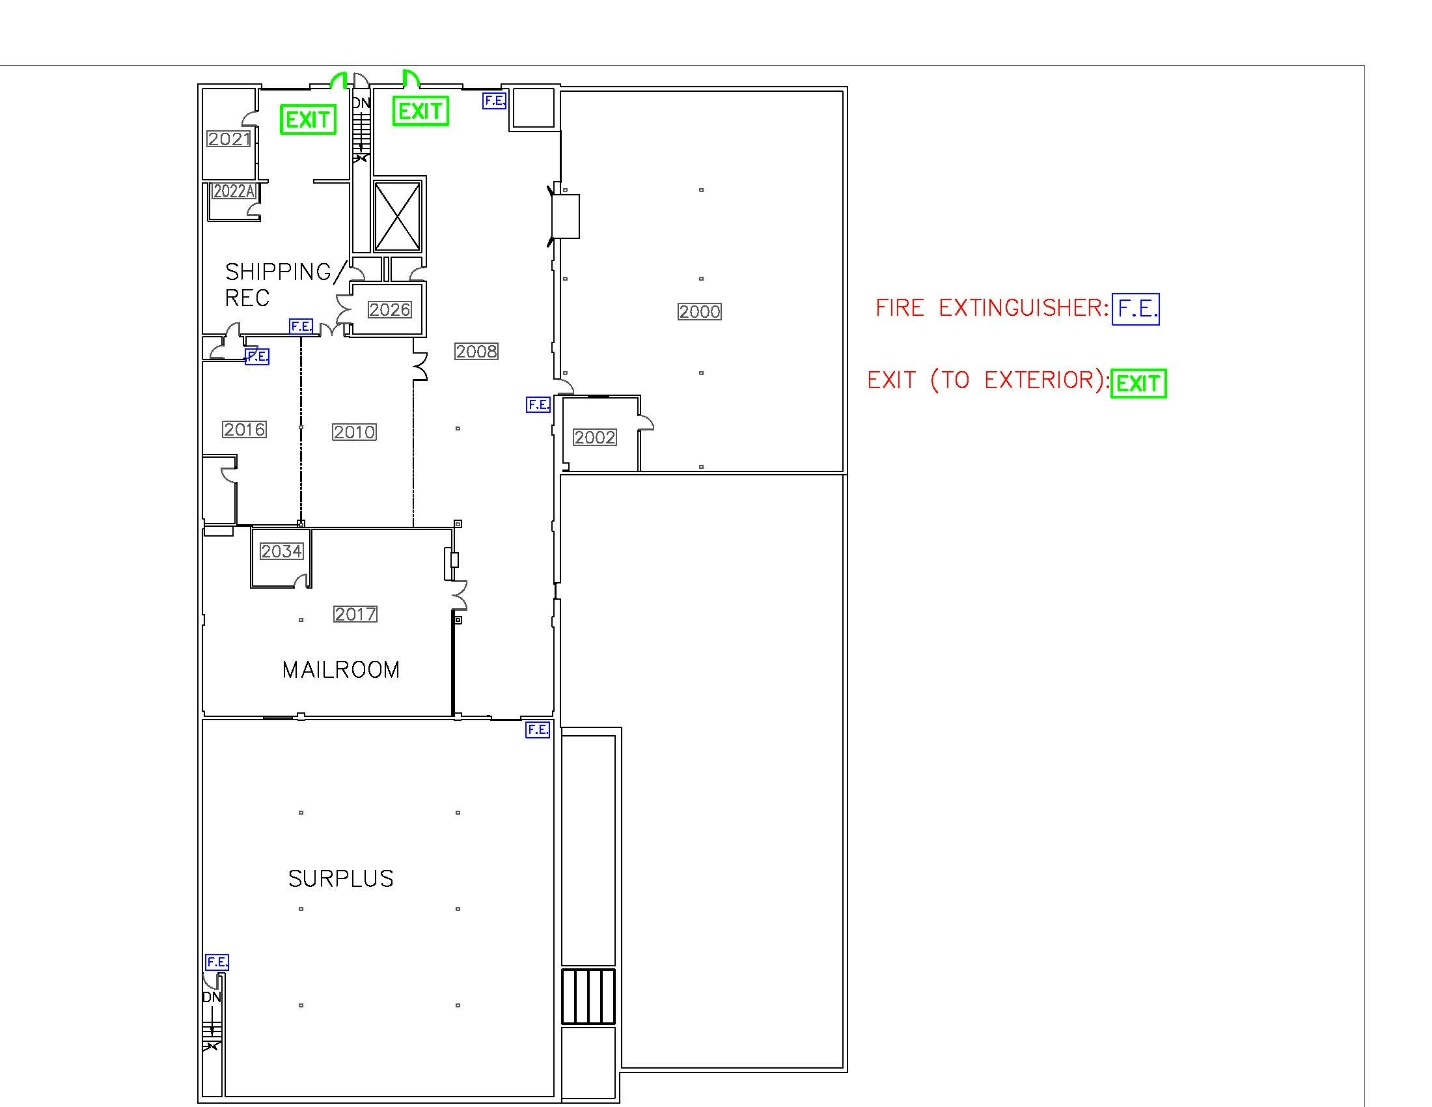 DN
EXIT
EXIT
F.E.
2021
2022A
SHIPPING/
REC
2026
2000
FIRE EXTINGUISHER: F.E.
F.E.
F.E.
2008
EXIT (TO EXTERIOR): EXIT
F.E.
2016
2010
2002
2034
2017
MAILROOM
F.E.
SURPLUS
F.E.
DN